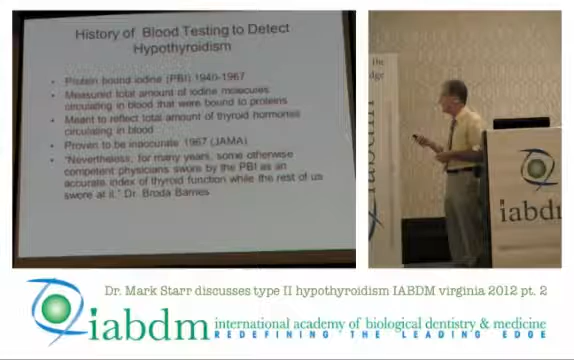 History of Blood Testing to Detect
Hypothyroidism
• Protein bound iodine (PBI) 1940-1967
• Measured total amount of iodine molecules
circulating in blood that were bound to proteins
• Meant to reflect total amount of thyroid hormones
circulating in blood
• Proven to be inaccurate 1967 (JAMA)
• "Nevertheless, for many years, some otherwise
competent physicians swore by the PBI as an
accurate index of thyroid function while the rest of us
swore at it." Dr. Broda Barnes
the
dge
iabdm
iabdm
Dr. Mark Starr discusses type II hypothyroidism IABDM virginia 2012 pt. 2
iabdm international academy of biological dentistry & medicine
REDEFINING THE LEADING EDGE